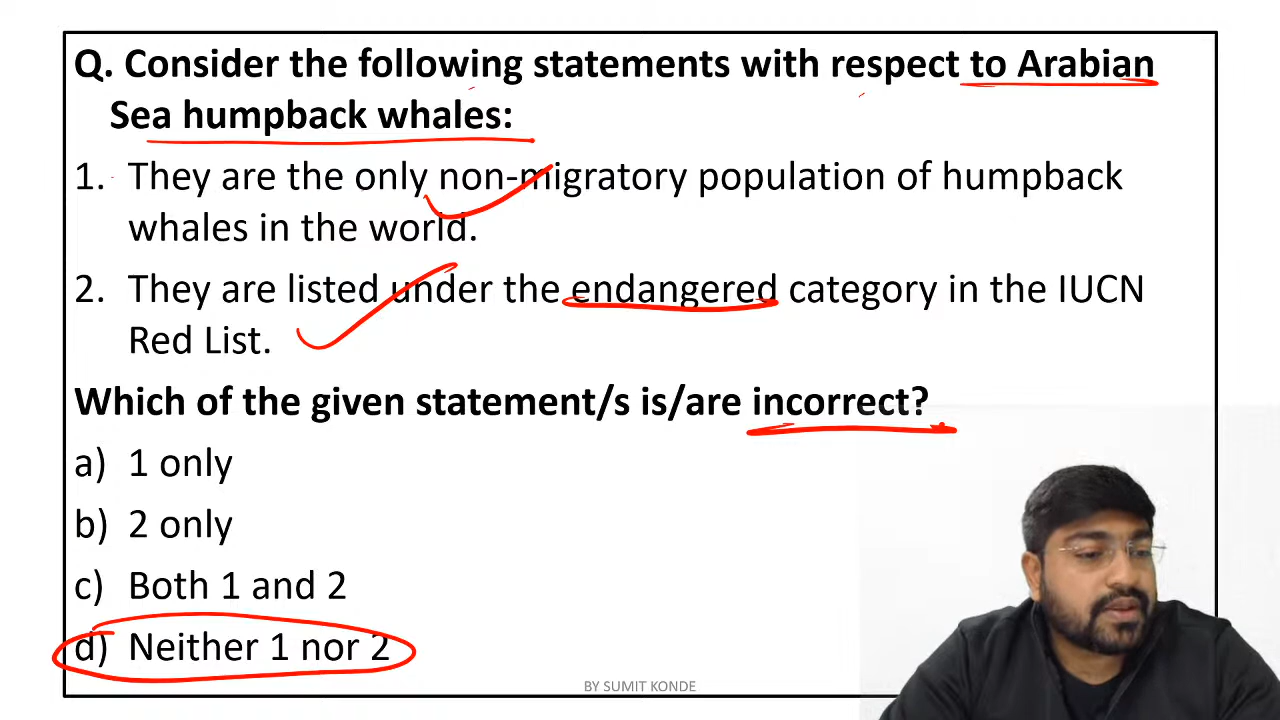 Q. Consider the following statements with respect to Arabian
Sea humpback whales:
1. They are the only non-migratory population of humpback
whales in the world.
2. They are listed under the endangered category in the IUCN
Red List.
Which of the given statement/s is/are incorrect?
a) 1 only
b) 2 only
c) Both 1 and 2
d) Neither 1 nor 2
BY SUMIT KONDE